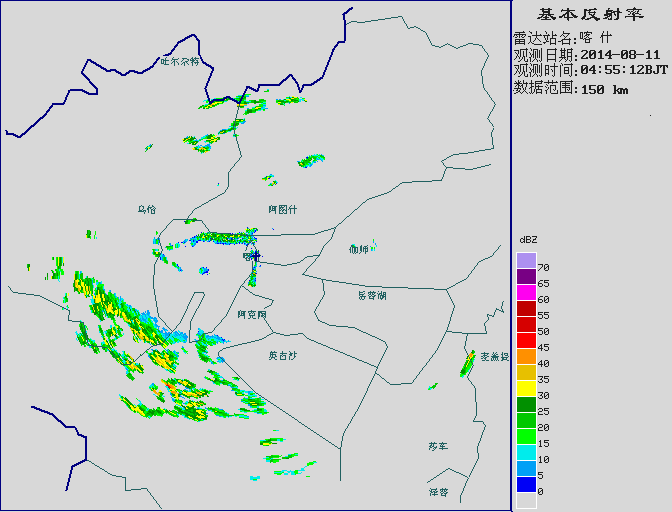 基本反射率
雷达站名:喀 什
观测日期:2014-08-11
观测时间:04:55:12BJT
数据范围:150 km
吐尔尕特
乌恰
阿图什
伽师
喀
岳普湖
阿克陶
英吉沙
麦盖提
莎车
泽普
dBZ
70
65
60
55
50
45
40
35
30
25
20
15
10
5
0